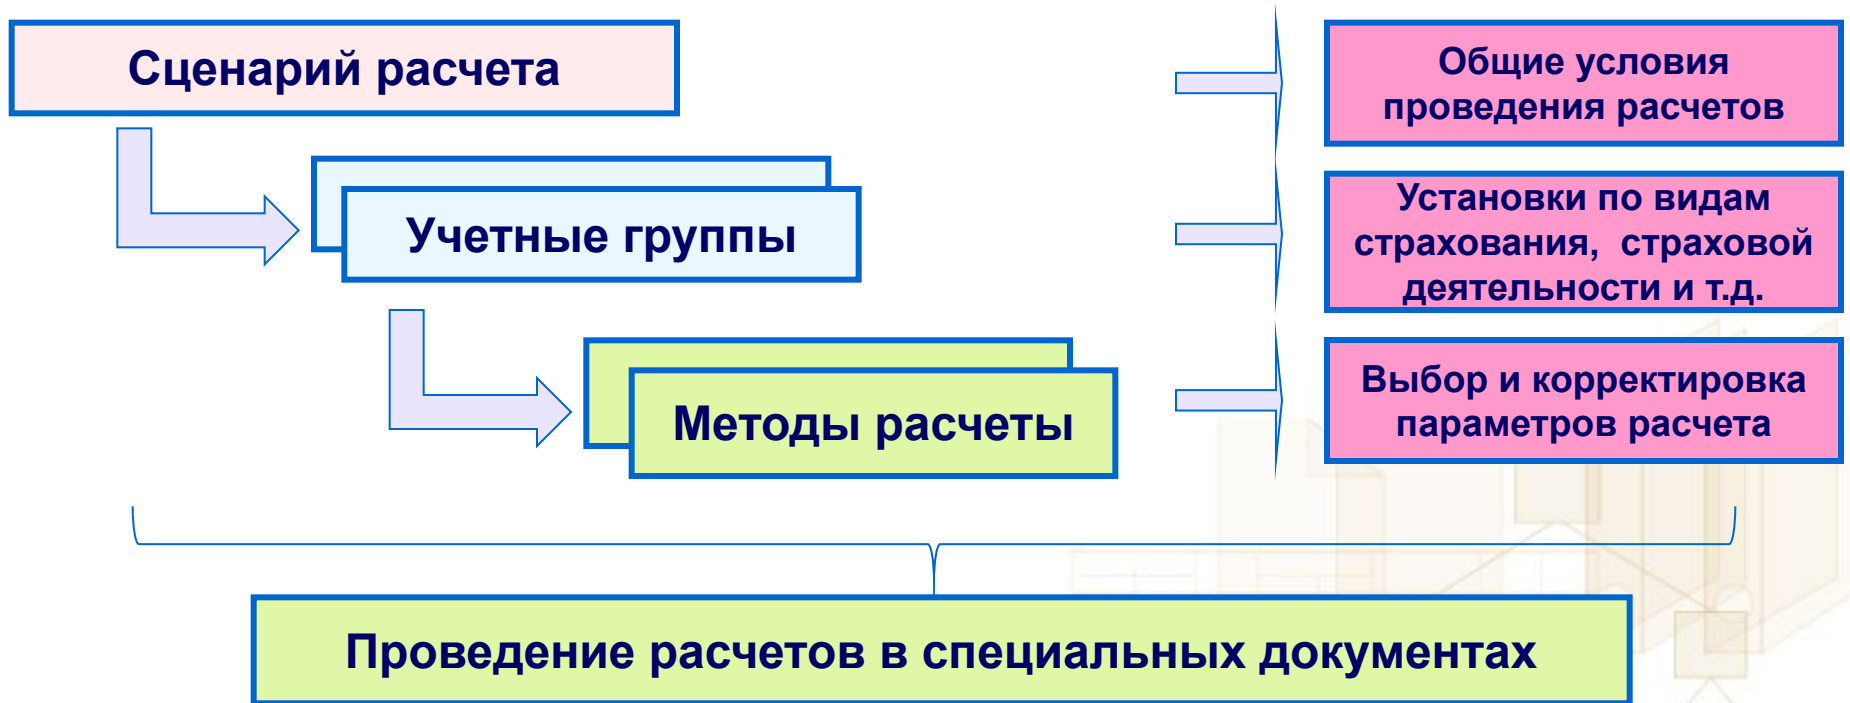 Сценарий расчета
Общие условия
проведения расчетов
Учетные группы
Установки по видам
страхования,  страховой
деятельности и т.д.
Методы расчеты
Выбор и корректировка
параметров расчета
Проведение расчетов в специальных документах